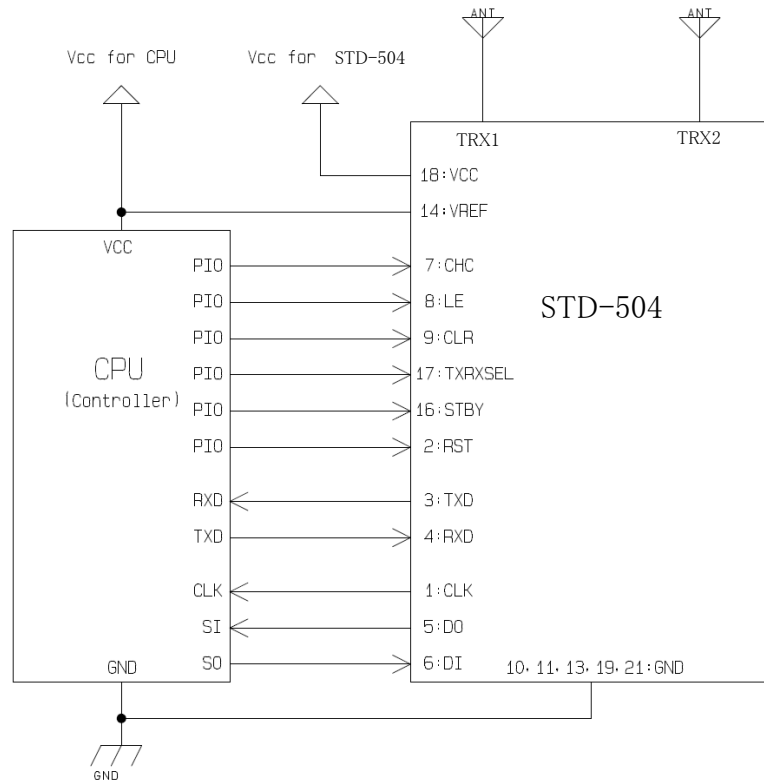 ANT ANT
Vcc for CPU Vcc for STD-504
TRX1 TRX2
18:VCC
14:VREF
VCC
PIO 7:CHC
PIO 8:LE
STD-504
PIO 9:CLR
CPU
PIO 17:TXRXSEL
(Controller)
PIO 16:STBY
PIO 2:RST
RXD 3:TXD
TXD 4:RXD
CLK 1:CLK
SI 5:DO
SO 6:DI
GND 10,11,13,19,21:GND
GND